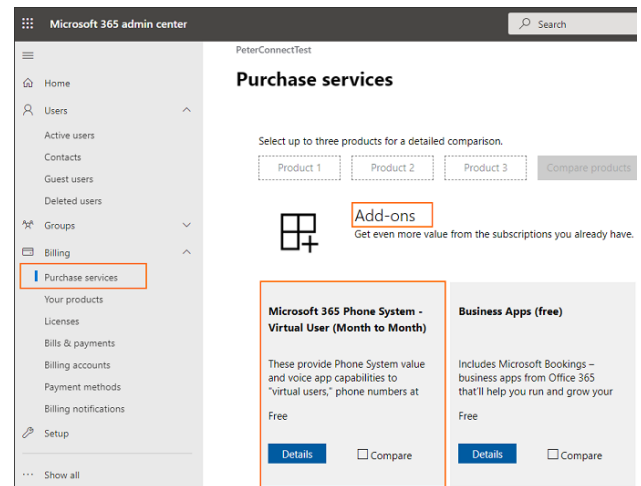 Microsoft 365 admin center
Search
Home
Users
Active users
Contacts
Guest users
Deleted users
Groups
Billing
Purchase services
Your products
Licenses
Bills & payments
Billing accounts
Payment methods
Billing notifications
Setup
Show all
PeterConnectTest
Purchase services
Select up to three products for a detailed comparison.
Product 1
Product 2
Product 3
Compare products
Add-ons
Get even more value from the subscriptions you already have.
Microsoft 365 Phone System -
Virtual User (Month to Month)
These provide Phone System value
and voice app capabilities to
"virtual users," phone numbers at
Free
Details
Compare
Business Apps (free)
Includes Microsoft Bookings –
business apps from Office 365
that'll help you run and grow your
Free
Details
Compare